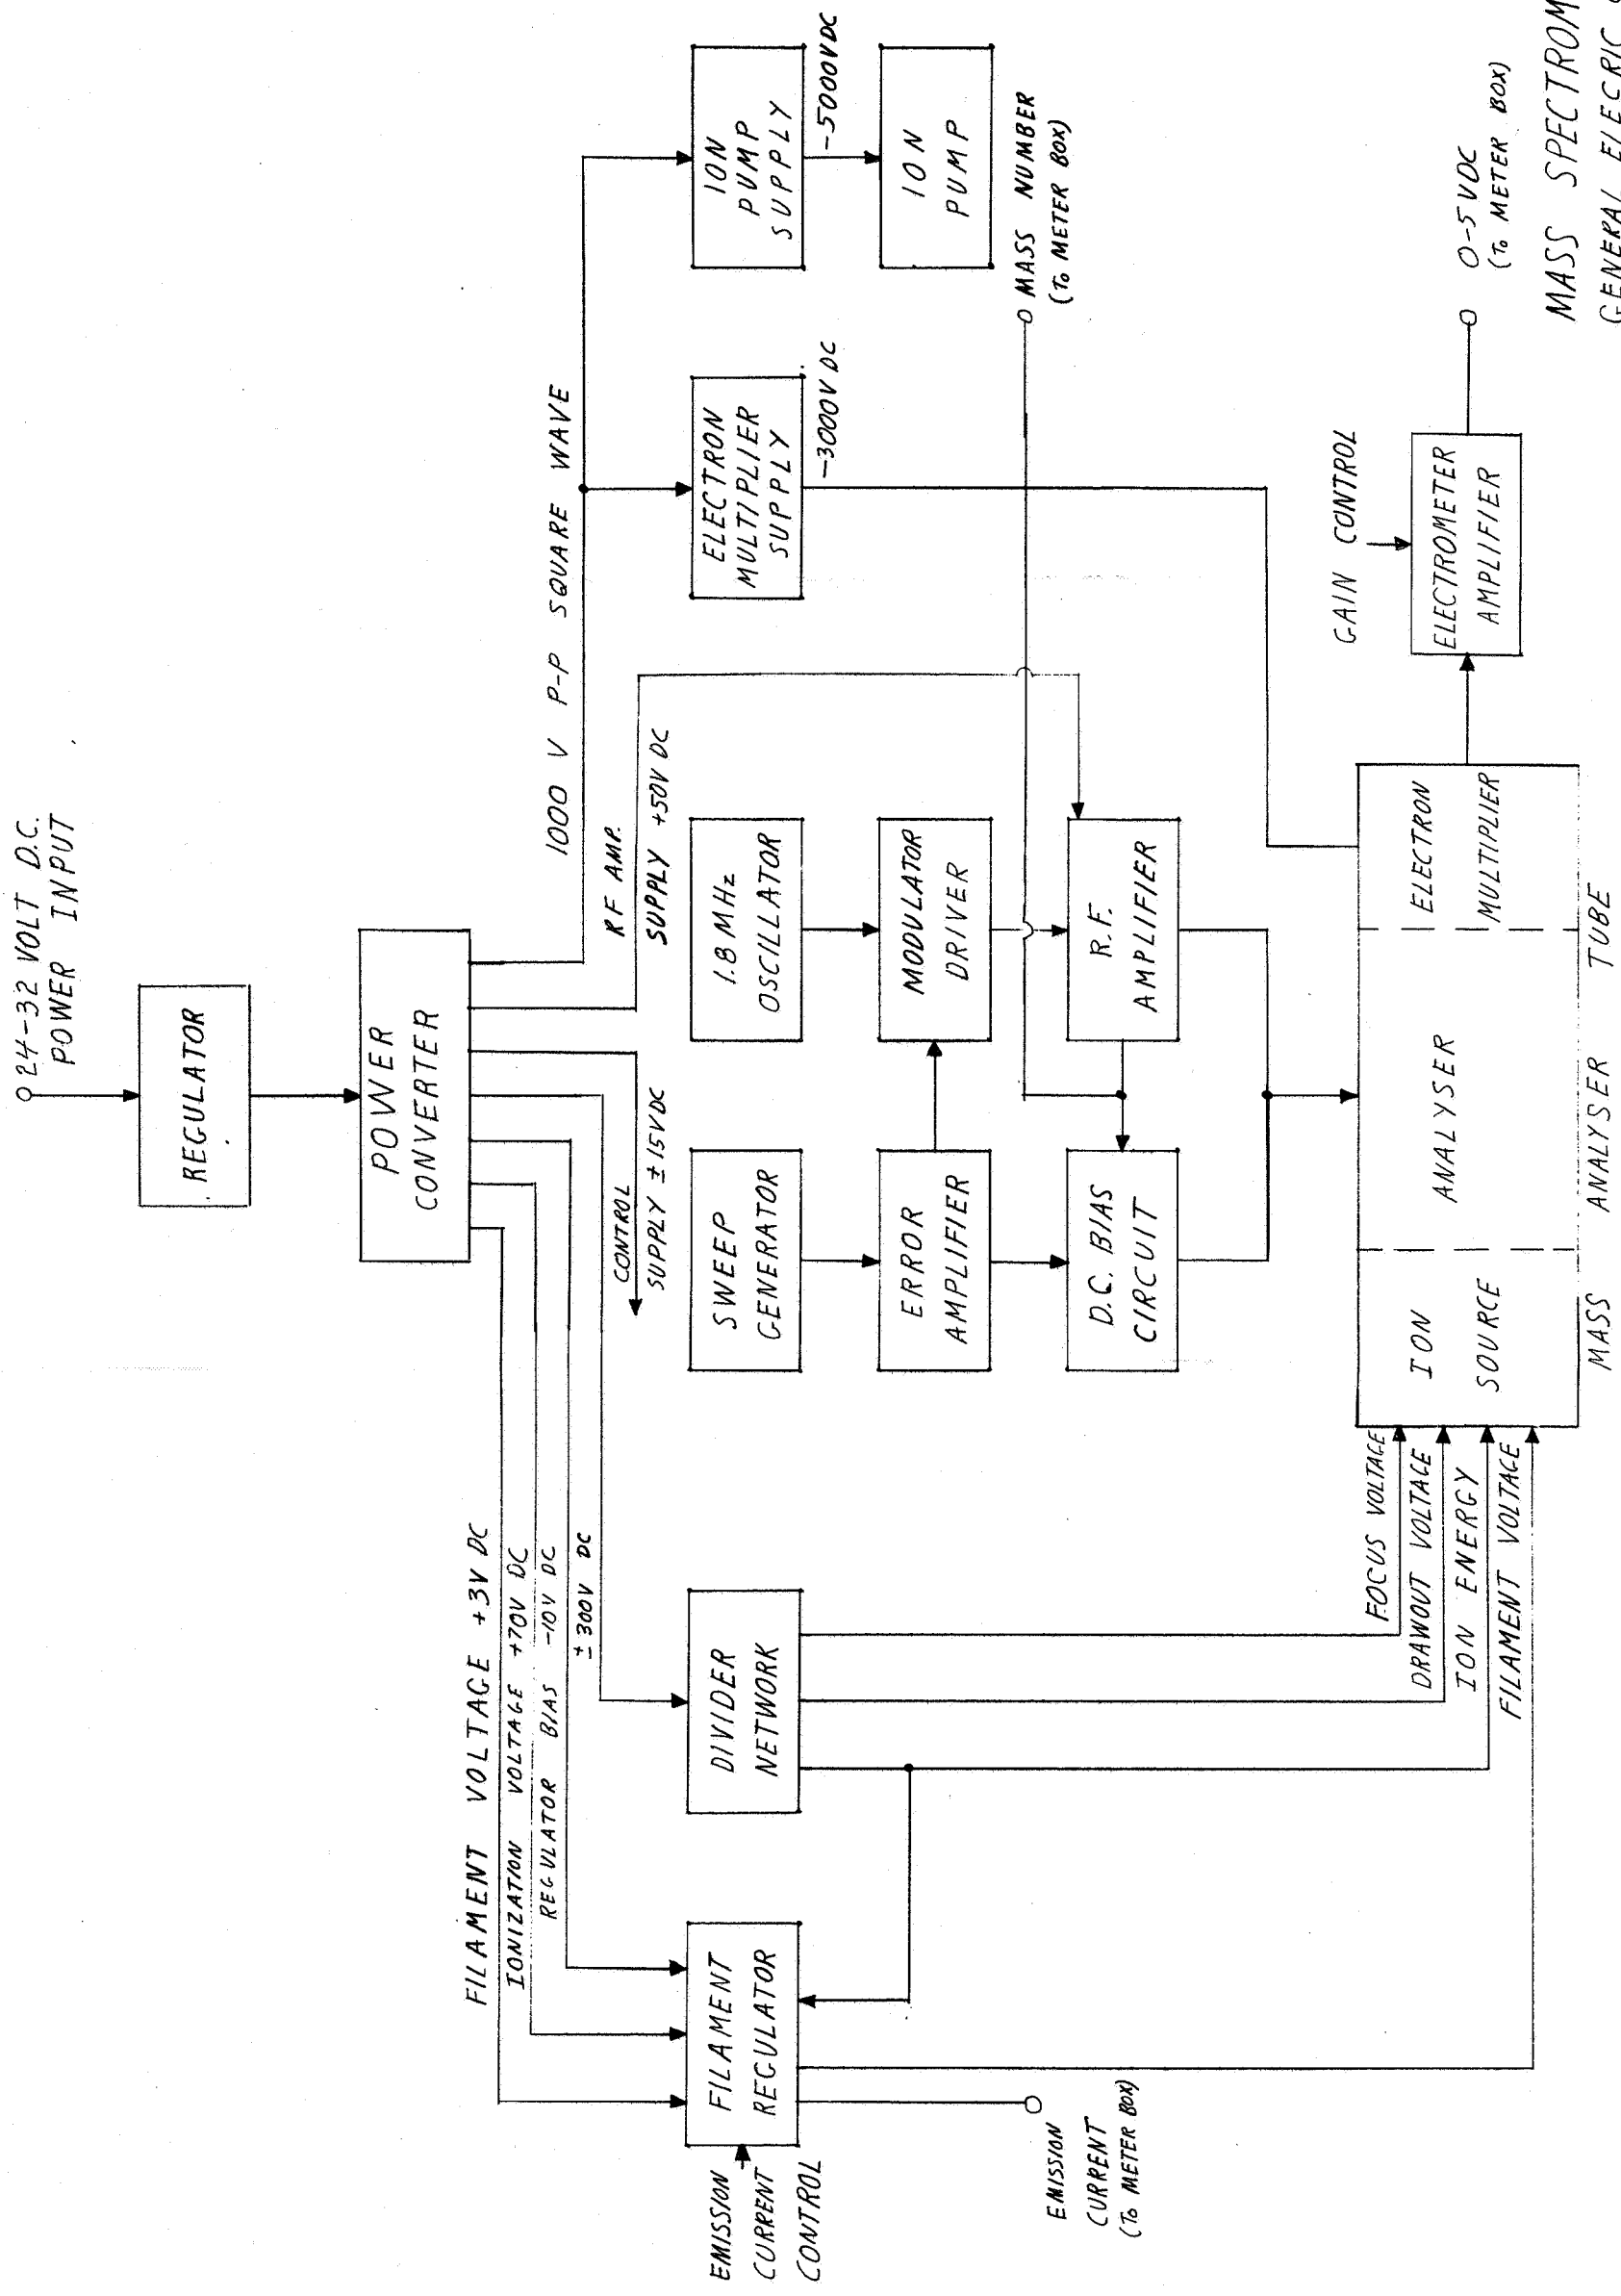 24-32 VOLT D.C.
POWER INPUT
REGULATOR
POWER
CONVERTER
FILAMENT VOLTAGE +3V DC
IONIZATION VOLTAGE +70V DC
REGULATOR BIAS -10V DC
±300V DC
CONTROL
SUPPLY ±15VDC
RF AMP.
SUPPLY +50V DC
1000 V P-P SQUARE WAVE
EMISSION
CURRENT
CONTROL
FILAMENT
REGULATOR
DIVIDER
NETWORK
SWEEP
GENERATOR
1.8 MHz
OSCILLATOR
ELECTRON
MULTIPLIER
SUPPLY
-3000V DC
ION
PUMP
SUPPLY
-5000VDC
ERROR
AMPLIFIER
MODULATOR
DRIVER
ION
PUMP
EMISSION
CURRENT
(To METER BOX)
D.C. BIAS
CIRCUIT
R.F.
AMPLIFIER
MASS NUMBER
(To METER BOX)
FOCUS VOLTAGE
DRAWOUT VOLTAGE
ION ENERGY
FILAMENT VOLTAGE
ION
SOURCE
ANALYSER
ELECTRON
MULTIPLIER
MASS ANALYSER TUBE
GAIN CONTROL
ELECTROMETER
AMPLIFIER
0-5 VDC
(To METER BOX)
MASS SPECTROM
GENERAL ELECRIC